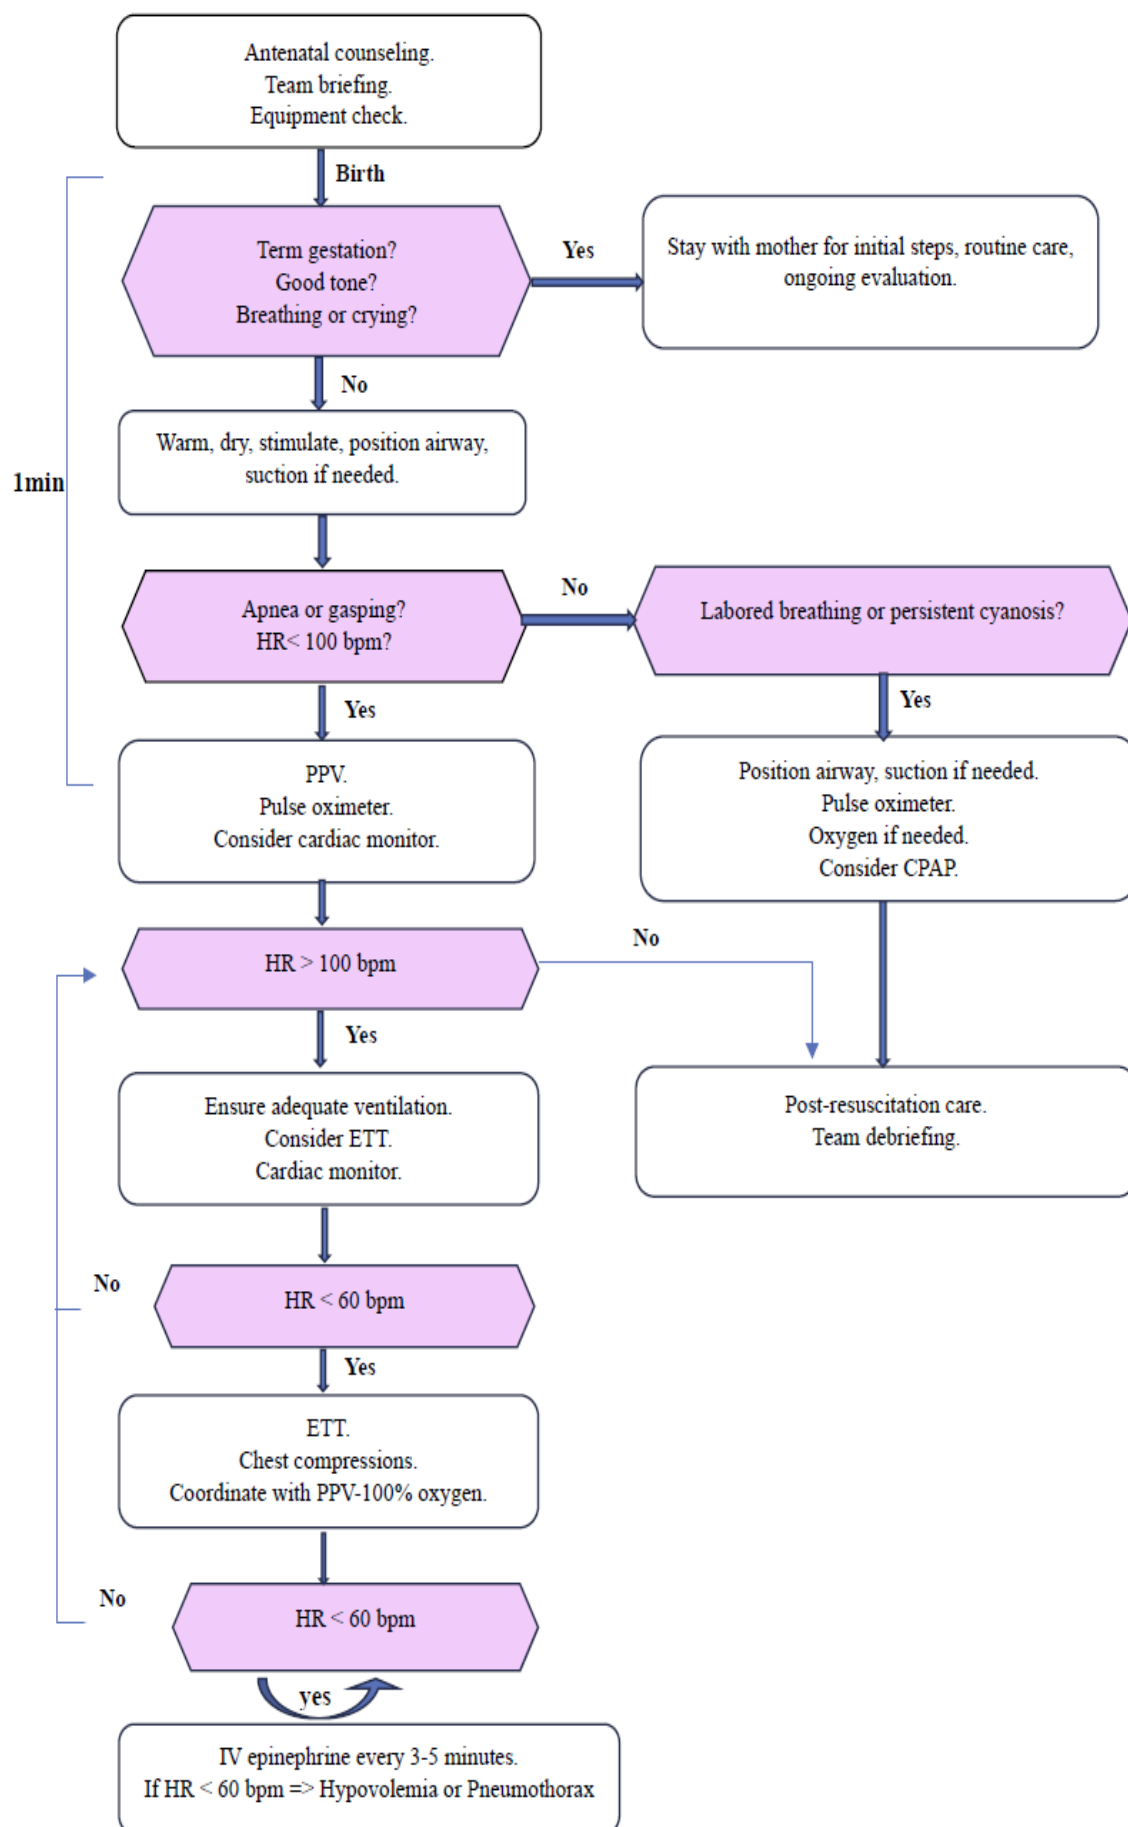 Antenatal counseling.
Team briefing.
Equipment check.
Birth
Term gestation?
Good tone?
Breathing or crying?
Yes
Stay with mother for initial steps, routine care,
ongoing evaluation.
No
Warm, dry, stimulate, position airway,
suction if needed.
1min
Apnea or gasping?
HR< 100 bpm?
No
Labored breathing or persistent cyanosis?
Yes
Yes
PPV.
Pulse oximeter.
Consider cardiac monitor.
Position airway, suction if needed.
Pulse oximeter.
Oxygen if needed.
Consider CPAP.
HR > 100 bpm
No
Yes
Ensure adequate ventilation.
Consider ETT.
Cardiac monitor.
Post-resuscitation care.
Team debriefing.
No
HR < 60 bpm
Yes
ETT.
Chest compressions.
Coordinate with PPV-100% oxygen.
No
HR < 60 bpm
yes
IV epinephrine every 3-5 minutes.
If HR < 60 bpm => Hypovolemia or Pneumothorax